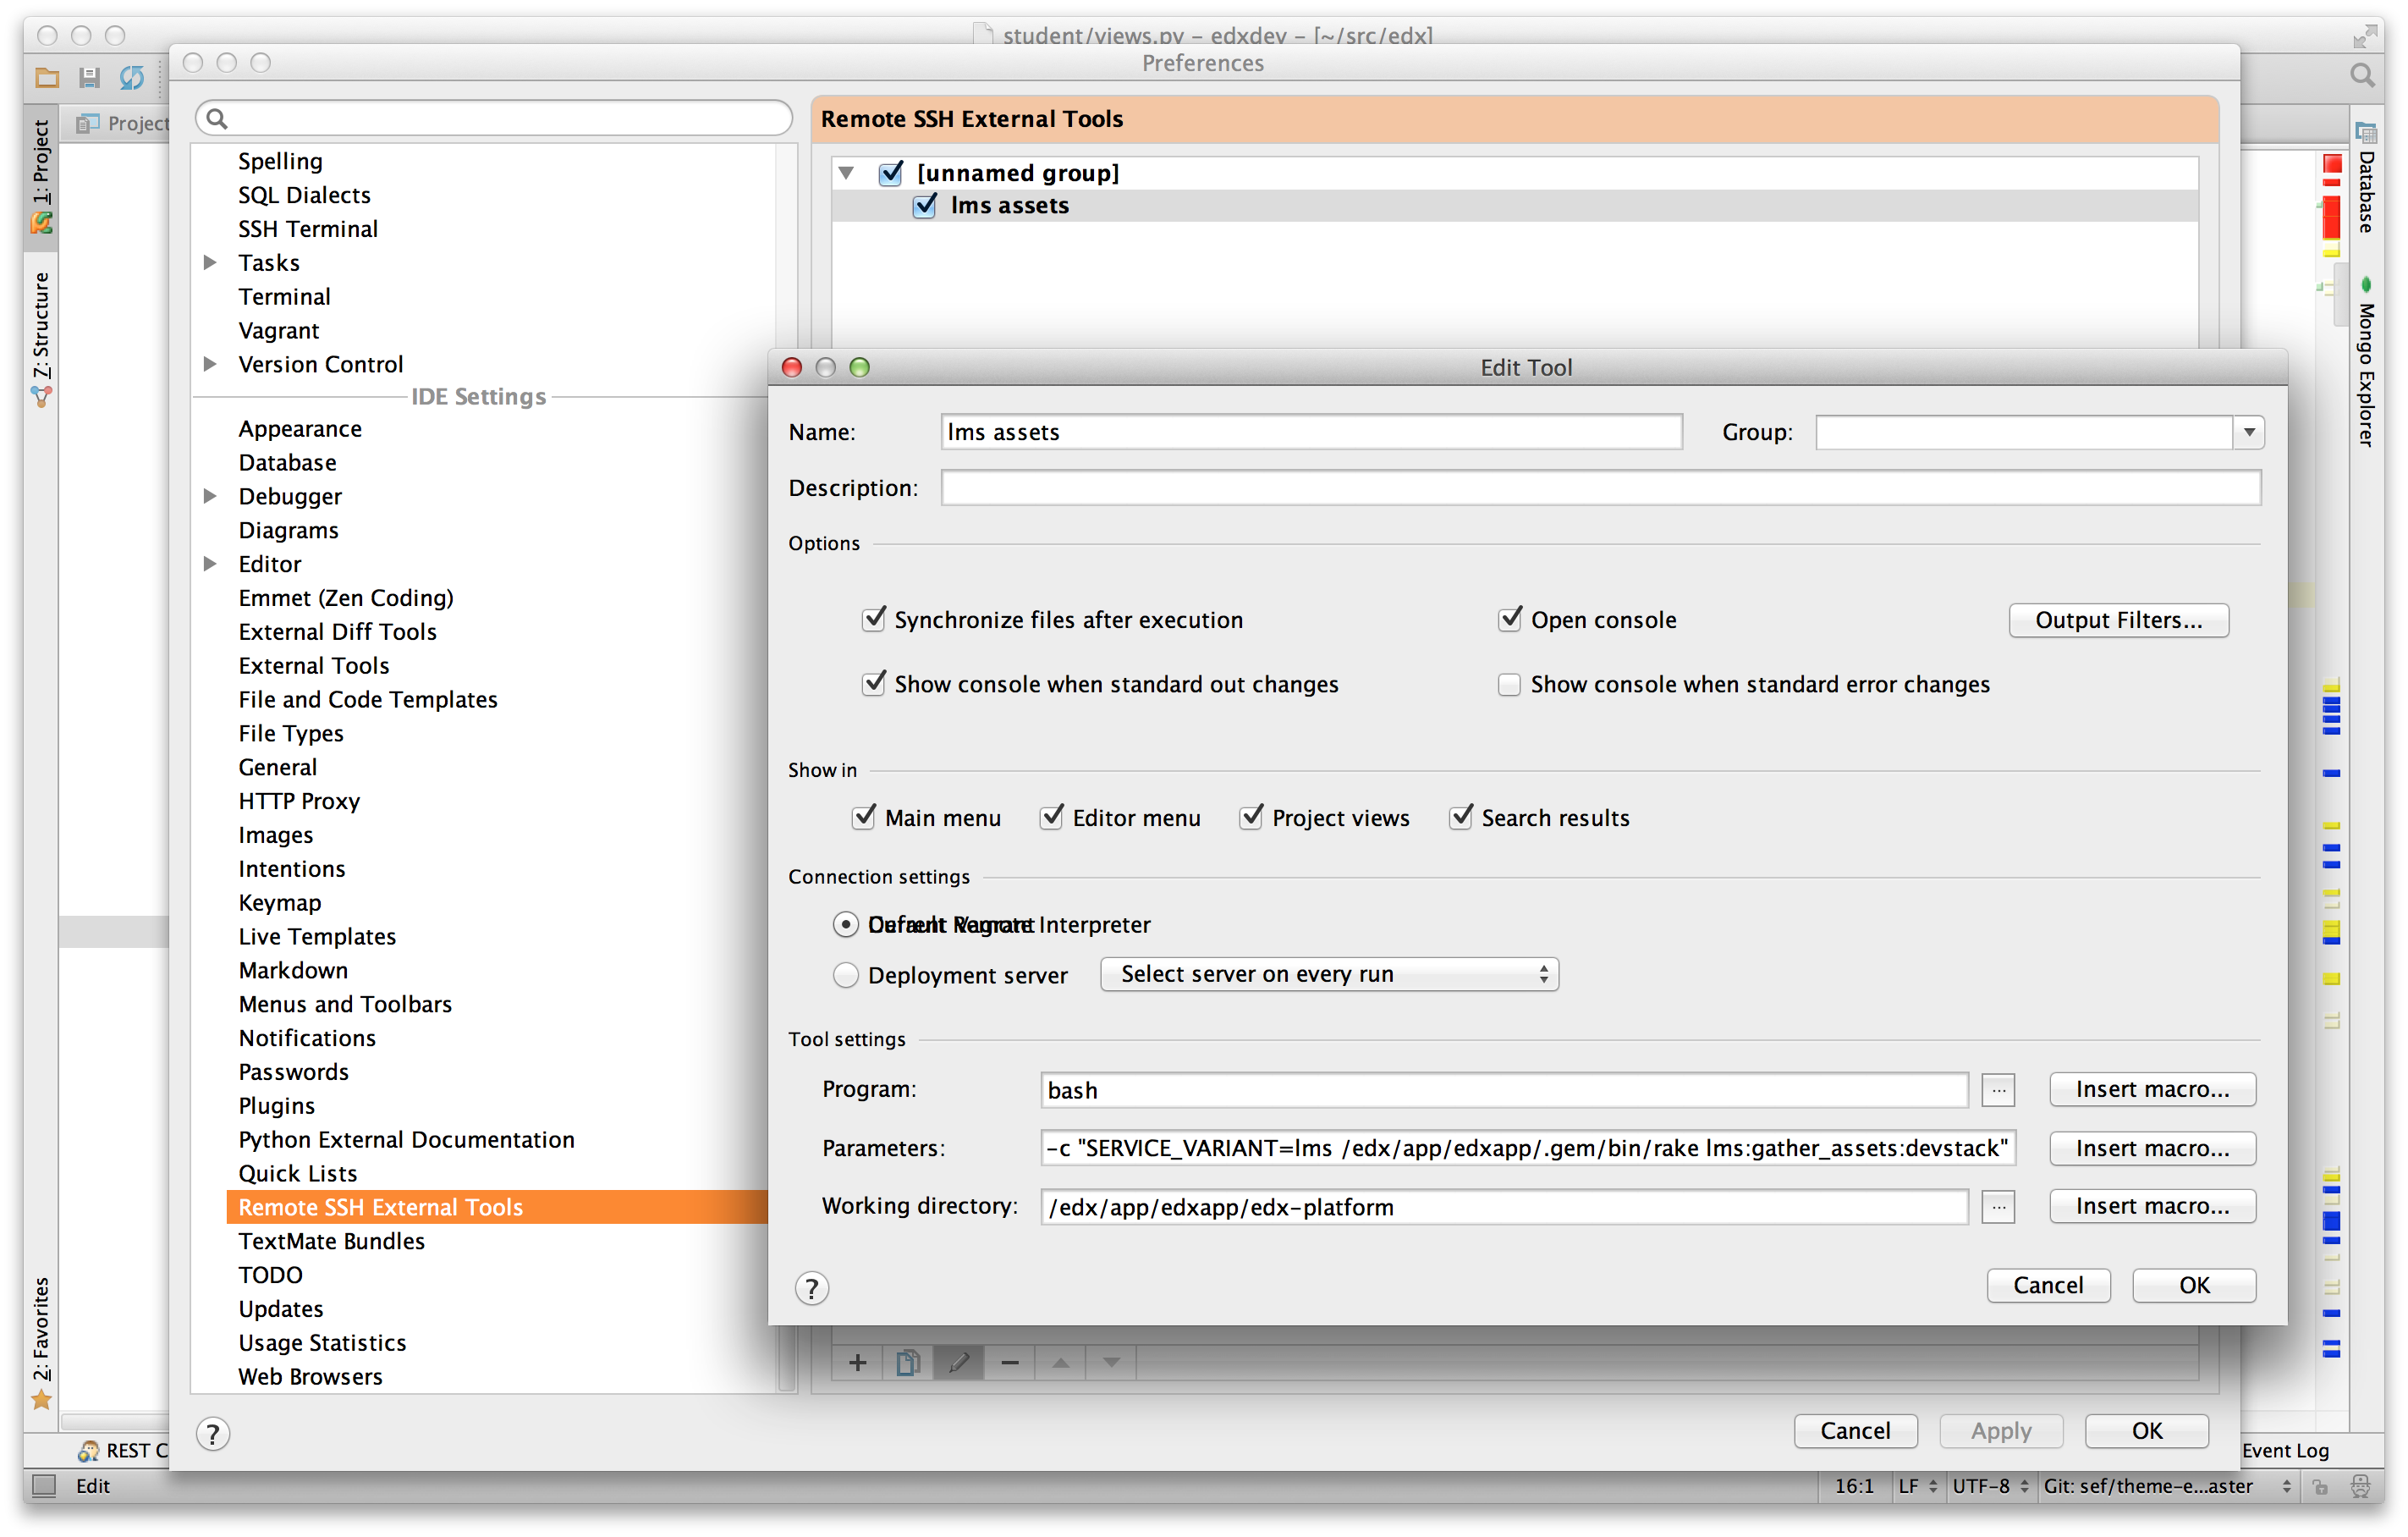 student/views.py – edxdev – [~/src/edx]
Preferences
Project
1: Project
7: Structure
2: Favorites
Database
Mongo Explorer
Spelling
SQL Dialects
SSH Terminal
Tasks
Terminal
Vagrant
Version Control
IDE Settings
Appearance
Database
Debugger
Diagrams
Editor
Emmet (Zen Coding)
External Diff Tools
External Tools
File and Code Templates
File Types
General
HTTP Proxy
Images
Intentions
Keymap
Live Templates
Markdown
Menus and Toolbars
Notifications
Passwords
Plugins
Python External Documentation
Quick Lists
Remote SSH External Tools
TextMate Bundles
TODO
Updates
Usage Statistics
Web Browsers
Remote SSH External Tools
[unnamed group]
lms assets
Edit Tool
Name: lms assets Group:
Description:
Options
Synchronize files after execution Open console Output Filters...
Show console when standard out changes Show console when standard error changes
Show in
Main menu Editor menu Project views Search results
Connection settings
Interpreter
Deployment server Select server on every run
Tool settings
Program: bash ... Insert macro...
Parameters: -c "SERVICE_VARIANT=lms /edx/app/edxapp/.gem/bin/rake lms:gather_assets:devstack" Insert macro...
Working directory: /edx/app/edxapp/edx-platform ... Insert macro...
? Cancel OK
? Cancel Apply OK
REST C Event Log
Edit 16:1 LF UTF-8 Git: sef/theme-e...aster